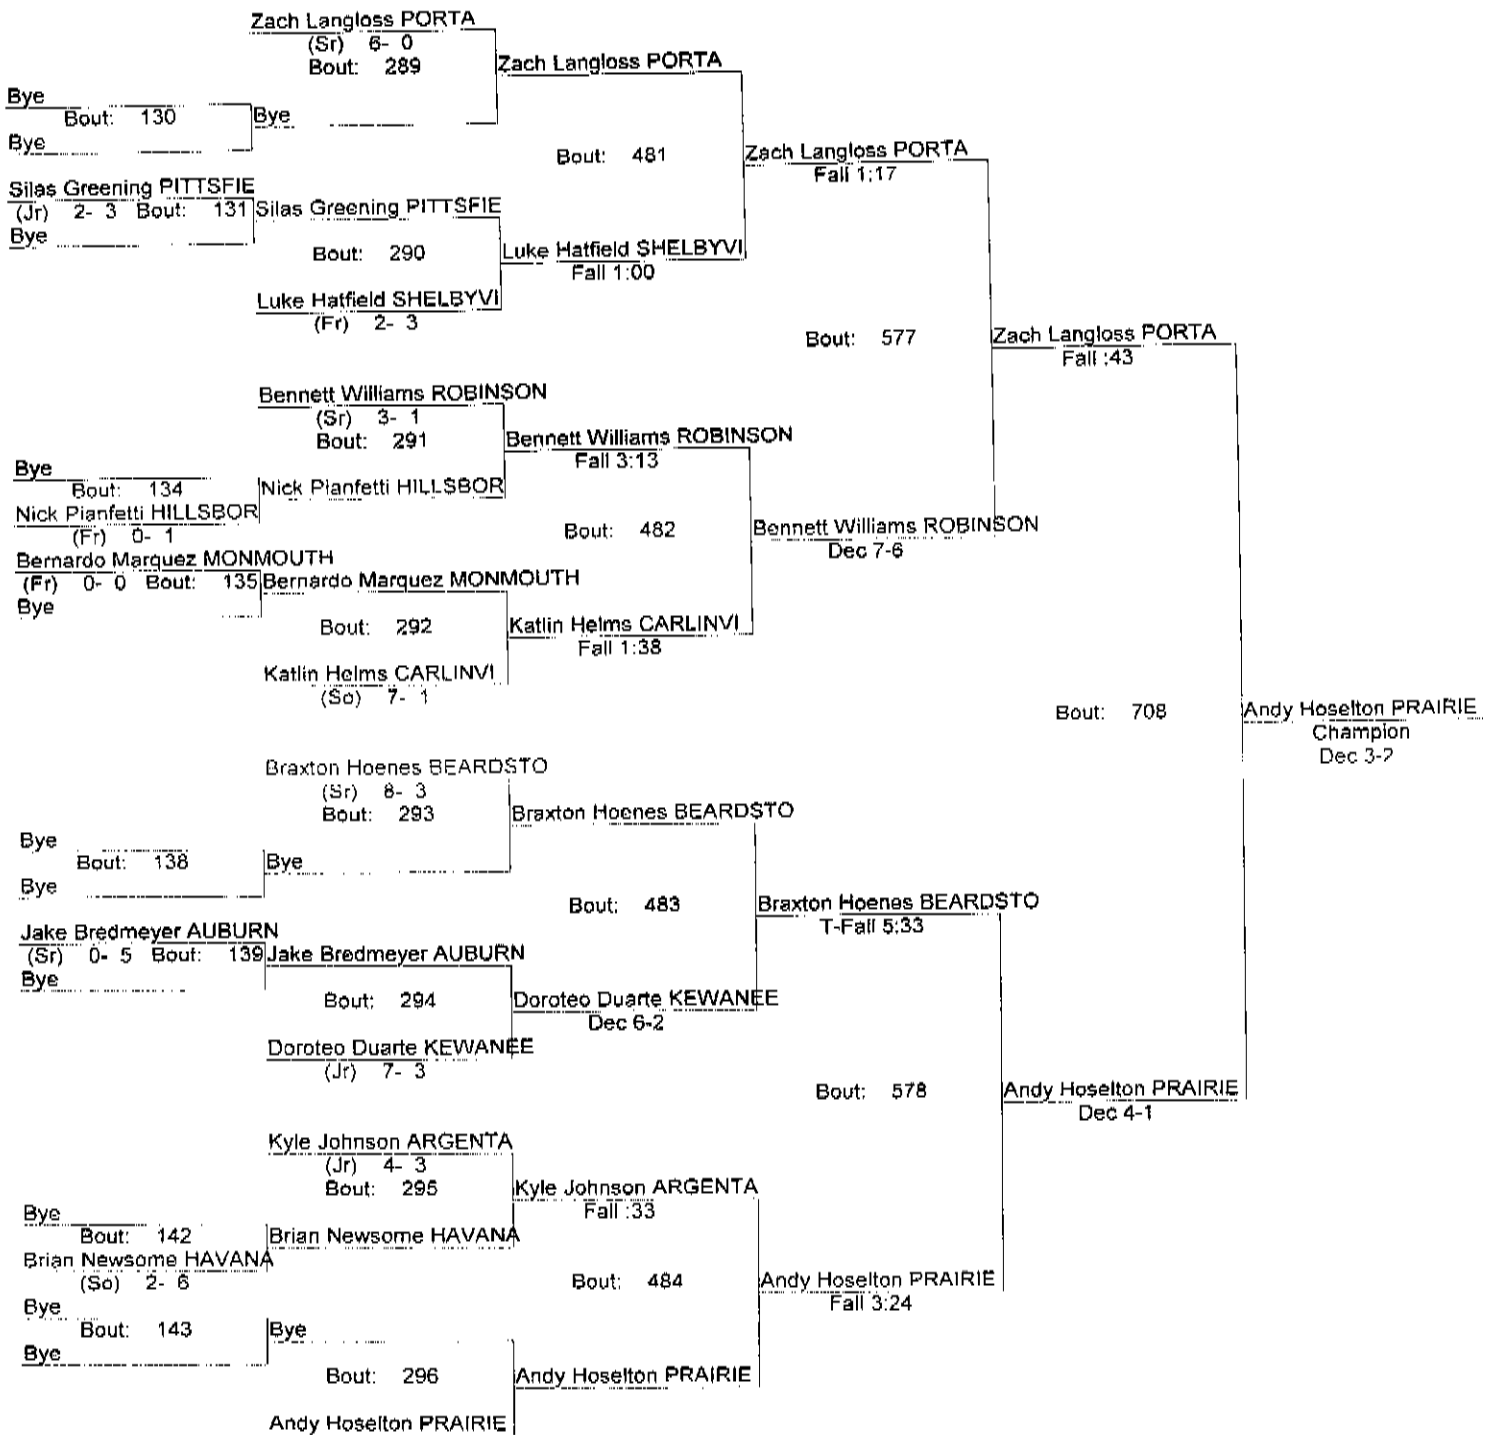 Zach Langloss PORTA
(Sr) 6- 0
Bout: 289
Zach Langloss PORTA
Bye
Bout: 130
Bye
Bye
Bout: 481
Zach Langloss PORTA
Fall 1:17
Silas Greening PITTSFIE
(Jr) 2- 3 Bout: 131
Silas Greening PITTSFIE
Bye
Bout: 290
Luke Hatfield SHELBYVI
Fall 1:00
Luke Hatfield SHELBYVI
(Fr) 2- 3
Bout: 577
Zach Langloss PORTA
Fall :43
Bennett Williams ROBINSON
(Sr) 3- 1
Bout: 291
Bennett Williams ROBINSON
Fall 3:13
Bye
Bout: 134
Nick Pianfetti HILLSBOR
Nick Pianfetti HILLSBOR
(Fr) 0- 1
Bout: 482
Bennett Williams ROBINSON
Dec 7-6
Bernardo Marquez MONMOUTH
(Fr) 0- 0 Bout: 135
Bernardo Marquez MONMOUTH
Bye
Bout: 292
Katlin Helms CARLINVI
Fall 1:38
Katlin Helms CARLINVI
(So) 7- 1
Bout: 708
Andy Hoselton PRAIRIE
Champion
Dec 3-2
Braxton Hoenes BEARDSTO
(Sr) 8- 3
Bout: 293
Braxton Hoenes BEARDSTO
Bye
Bout: 138
Bye
Bye
Bout: 483
Braxton Hoenes BEARDSTO
T-Fall 5:33
Jake Bredmeyer AUBURN
(Sr) 0- 5 Bout: 139
Jake Bredmeyer AUBURN
Bye
Bout: 294
Doroteo Duarte KEWANEE
Dec 6-2
Doroteo Duarte KEWANEE
(Jr) 7- 3
Bout: 578
Andy Hoselton PRAIRIE
Dec 4-1
Kyle Johnson ARGENTA
(Jr) 4- 3
Bout: 295
Kyle Johnson ARGENTA
Fall :33
Bye
Bout: 142
Brian Newsome HAVANA
Brian Newsome HAVANA
(So) 2- 6
Bout: 484
Andy Hoselton PRAIRIE
Fall 3:24
Bye
Bout: 143
Bye
Bye
Bout: 296
Andy Hoselton PRAIRIE
Andy Hoselton PRAIRIE